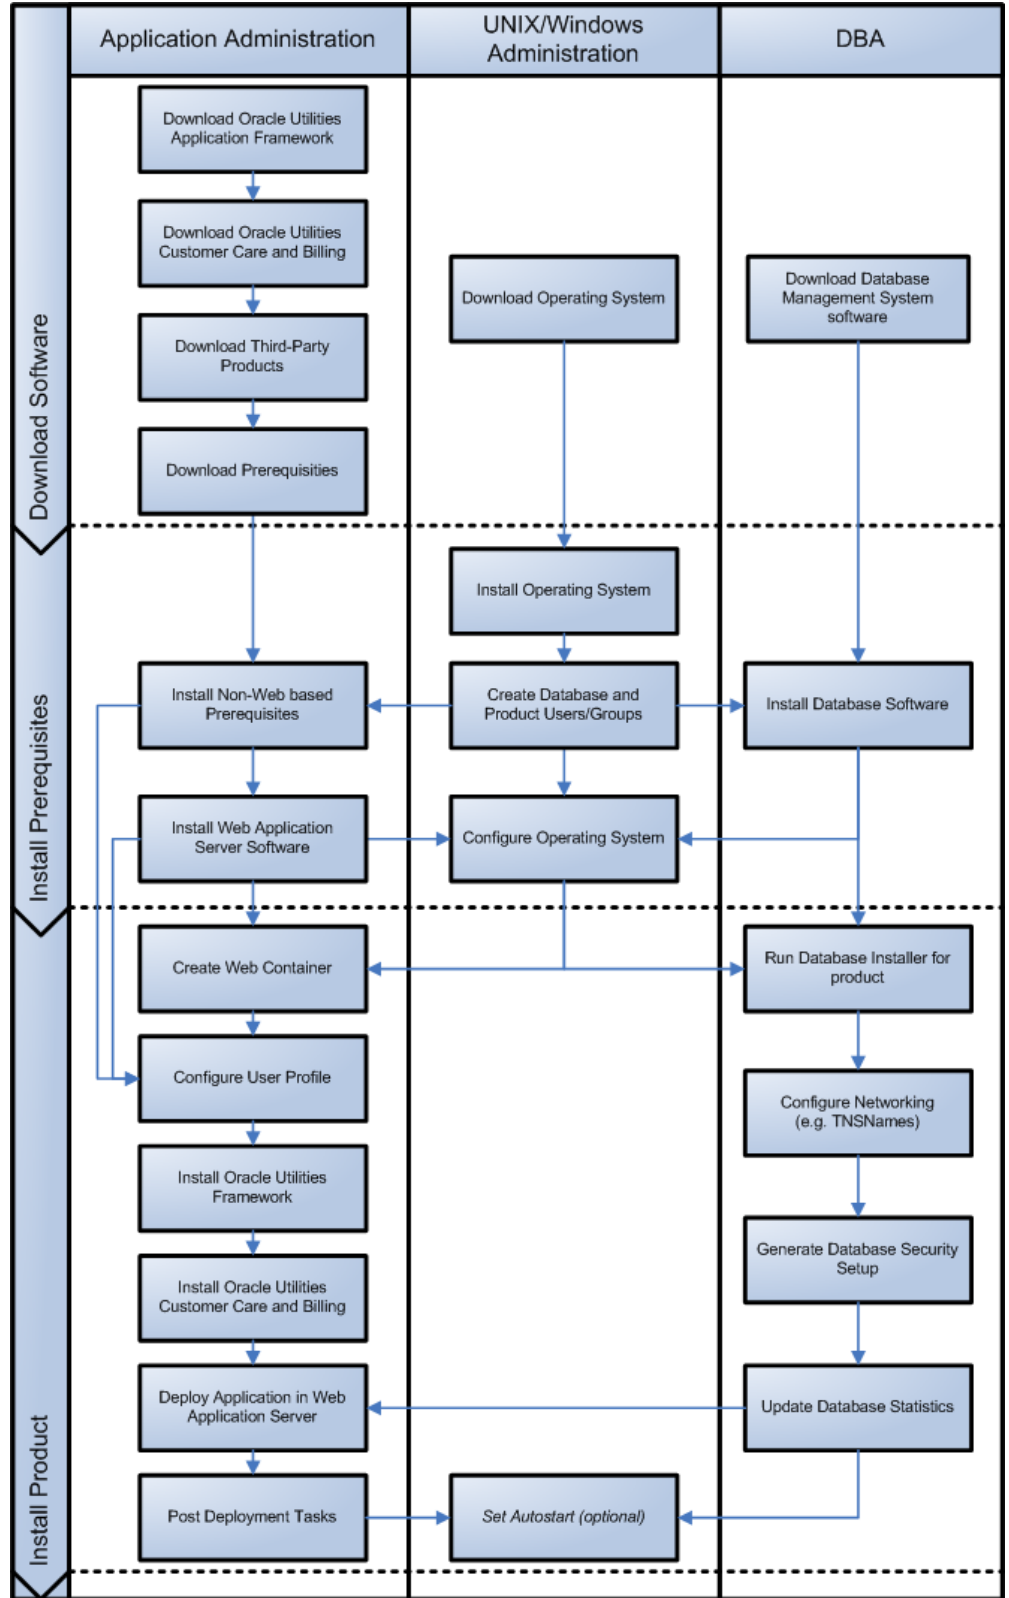 Application Administration
UNIX/Windows
Administration
DBA
Download Software
Download Oracle Utilities
Application Framework
Download Oracle Utilities
Customer Care and Billing
Download Operating System
Download Database
Management System
software
Download Third-Party
Products
Download Prerequisities
Install Prerequisites
Install Operating System
Install Non-Web based
Prerequisites
Create Database and
Product Users/Groups
Install Database Software
Install Web Application
Server Software
Configure Operating System
Install Product
Create Web Container
Run Database Installer for
product
Configure User Profile
Configure Networking
(e.g. TNSNames)
Install Oracle Utilities
Framework
Generate Database Security
Setup
Install Oracle Utilities
Customer Care and Billing
Deploy Application in Web
Application Server
Update Database Statistics
Post Deployment Tasks
Set Autostart (optional)